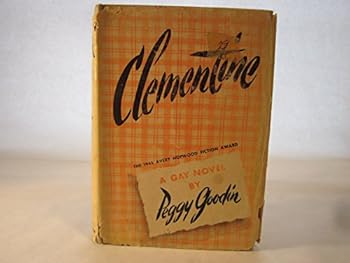 Clementine
THE 1945 AVERY HOPWOOD FICTION AWARD
A GAY NOVEL
BY
Peggy Goodin